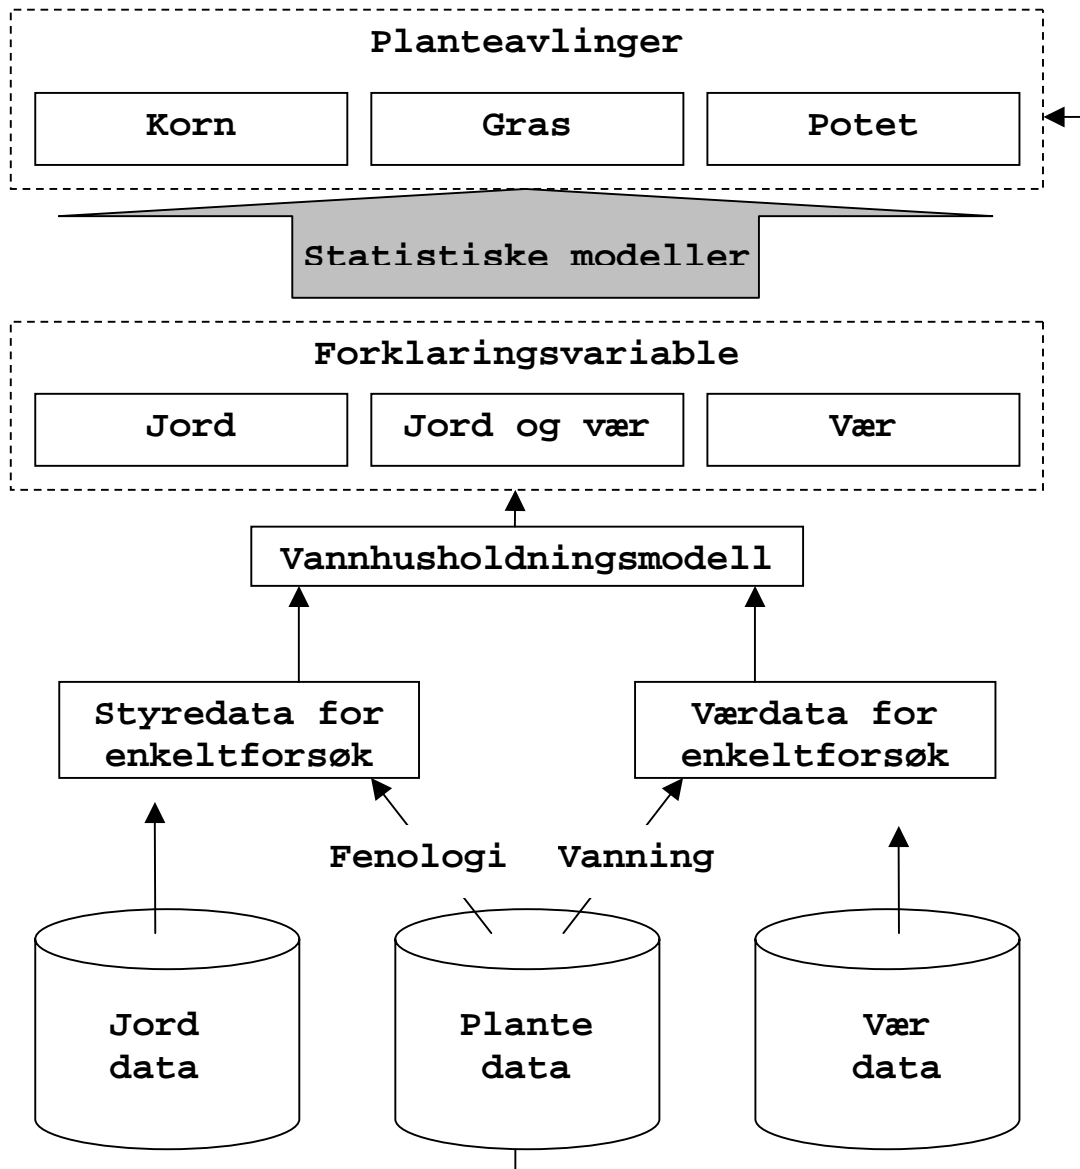 Planteavlinger
Korn
Gras
Potet
Statistiske modeller
Forklaringsvariable
Jord
Jord og vær
Vær
Vannhusholdningsmodell
Styredata for
enkeltforsøk
Værdata for
enkeltforsøk
Fenologi
Vanning
Jord
data
Plante
data
Vær
data